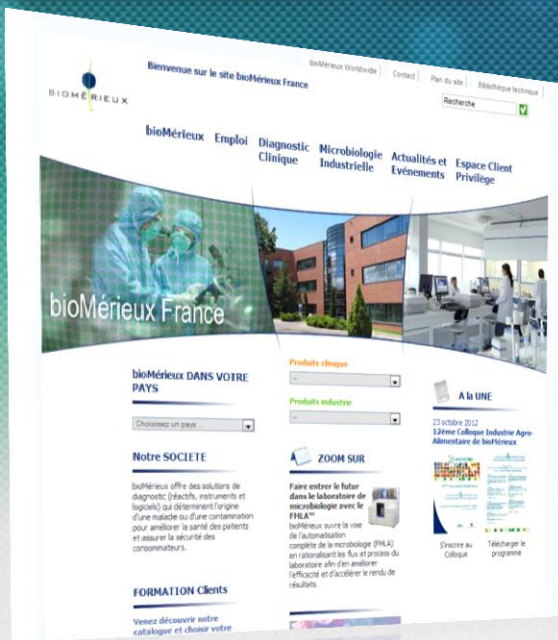 bioMérieux Worldwide
Contact
Plan du site
Bibliothèque technique
BIOMÉRIEUX
Bienvenue sur le site bioMérieux France
Recherche
bioMérieux
Emploi
Diagnostic
Clinique
Microbiologie
Industrielle
Actualités et
Evénements
Espace Client
Privilège
bioMérieux France
bioMérieux DANS VOTRE
PAYS
Choisissez un pays ...
Notre SOCIETE
bioMérieux offre des solutions de
diagnostic (réactifs, instruments et
logiciels) qui déterminent l'origine
d'une maladie ou d'une contamination
pour améliorer la santé des patients
et assurer la sécurité des
consommateurs.
FORMATION Clients
Venez découvrir notre
catalogue et choisir votre
Produits clinique
--
Produits industrie
--
ZOOM SUR
Faire entrer le futur
dans le laboratoire de
microbiologie avec le
FMLA™
bioMérieux ouvre la voie
de l'automatisation
complète de la microbiologie (FMLA)
en rationalisant les flux et process du
laboratoire afin d'en améliorer
l'efficacité et d'accélérer le rendu de
résultats.
A la UNE
23 octobre 2012
12ème Colloque Industrie Agro-
Alimentaire de bioMérieux
S'inscrire au
Colloque
Télécharger le
programme